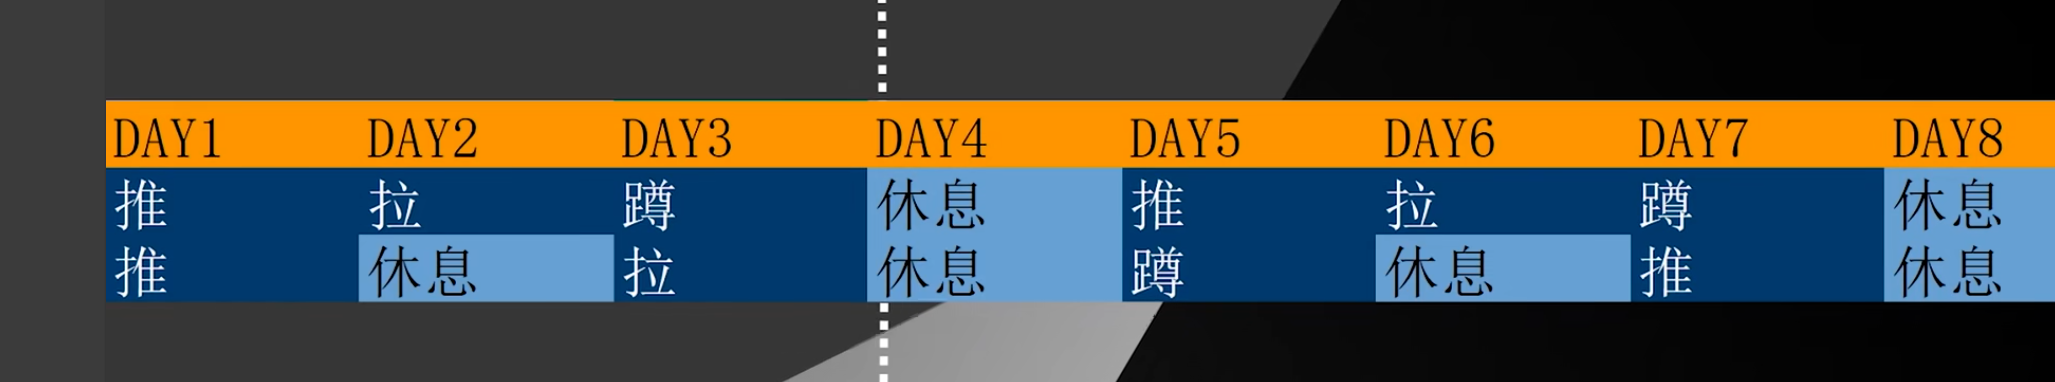 DAY1 DAY2 DAY3 DAY4 DAY5 DAY6 DAY7 DAY8
推 拉 蹲 休息 推 拉 蹲 休息
推 休息 拉 休息 蹲 休息 推 休息